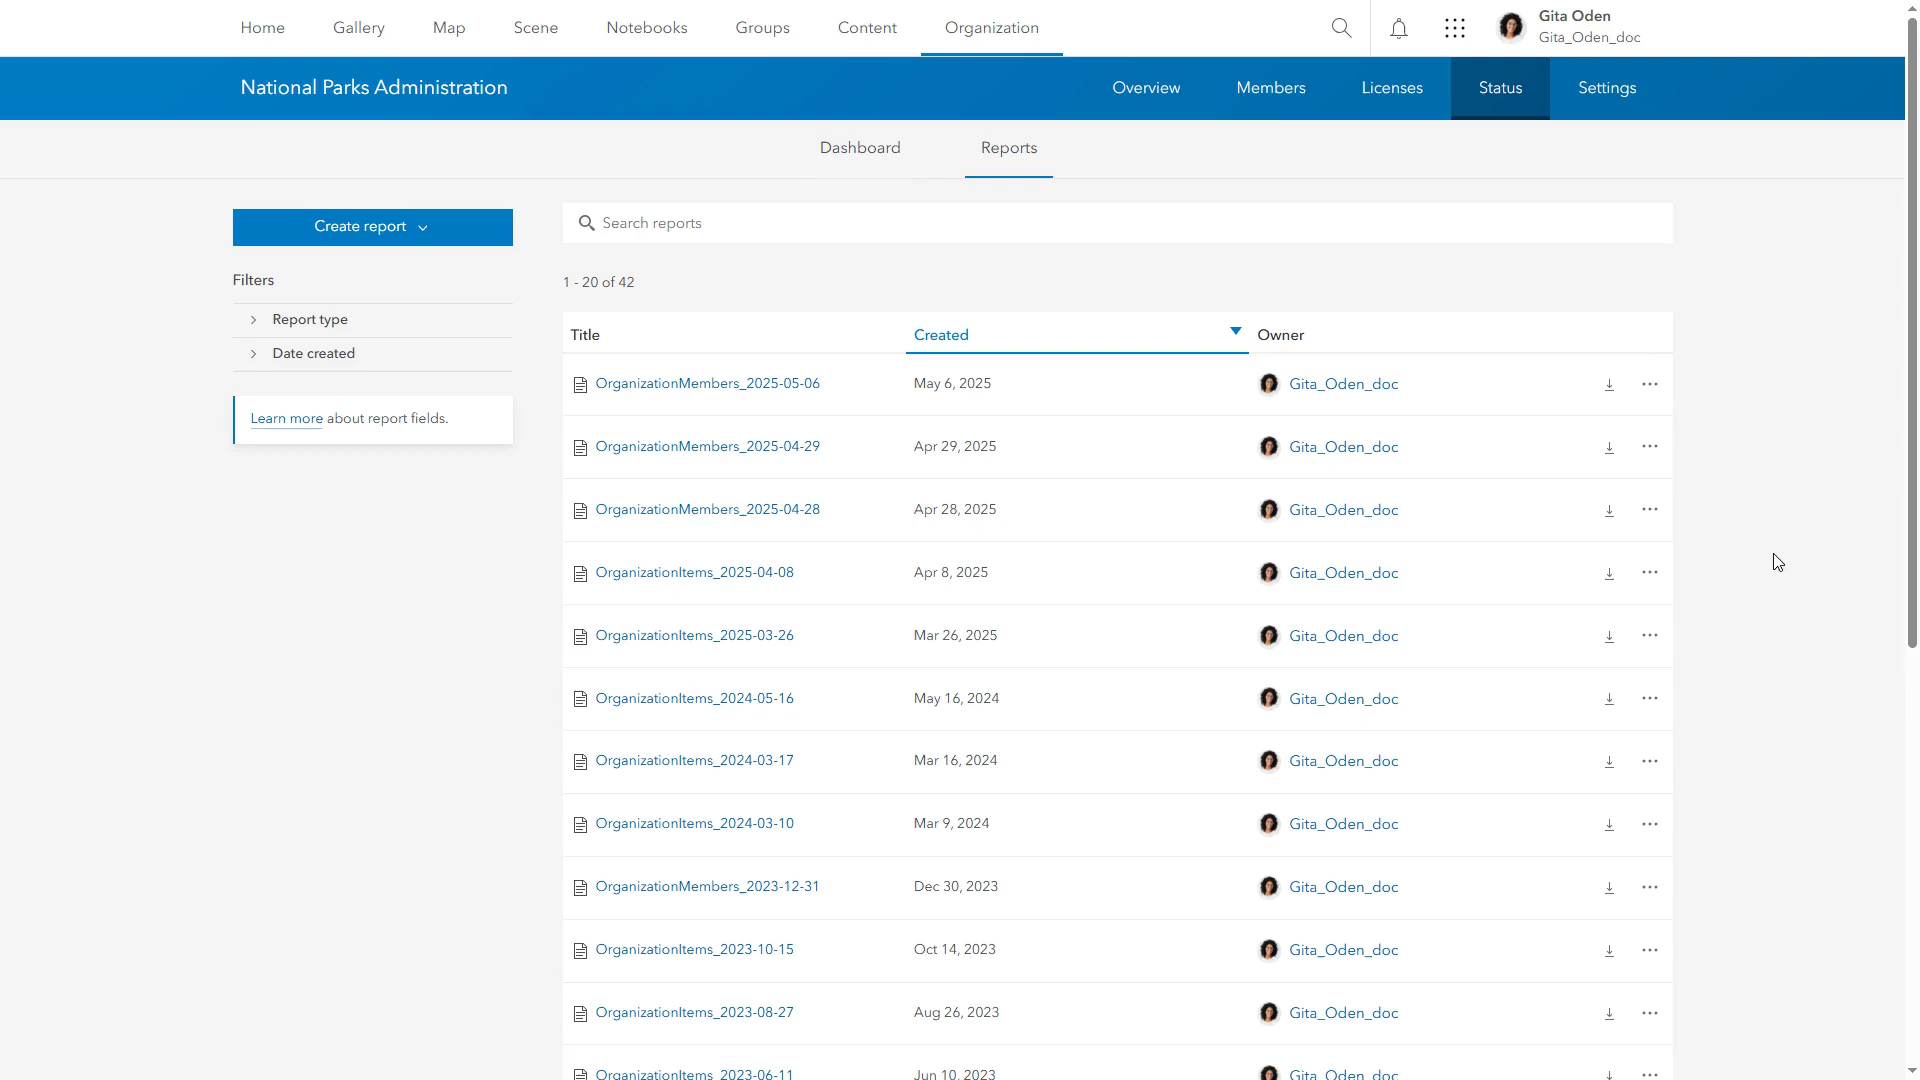 Home Gallery Map Scene Notebooks Groups Content Organization
Gita Oden
Gita_Oden_doc
National Parks Administration
Overview Members Licenses Status Settings
Dashboard Reports
Create report
Search reports
Filters
1 - 20 of 42
Report type
Date created
Learn more about report fields.
Title Created Owner
OrganizationMembers_2025-05-06 May 6, 2025 Gita_Oden_doc
OrganizationMembers_2025-04-29 Apr 29, 2025 Gita_Oden_doc
OrganizationMembers_2025-04-28 Apr 28, 2025 Gita_Oden_doc
OrganizationItems_2025-04-08 Apr 8, 2025 Gita_Oden_doc
OrganizationItems_2025-03-26 Mar 26, 2025 Gita_Oden_doc
OrganizationItems_2024-05-16 May 16, 2024 Gita_Oden_doc
OrganizationItems_2024-03-17 Mar 16, 2024 Gita_Oden_doc
OrganizationItems_2024-03-10 Mar 9, 2024 Gita_Oden_doc
OrganizationMembers_2023-12-31 Dec 30, 2023 Gita_Oden_doc
OrganizationItems_2023-10-15 Oct 14, 2023 Gita_Oden_doc
OrganizationItems_2023-08-27 Aug 26, 2023 Gita_Oden_doc
OrganizationItems_2023-06-11 Jun 10, 2023 Gita_Oden_doc